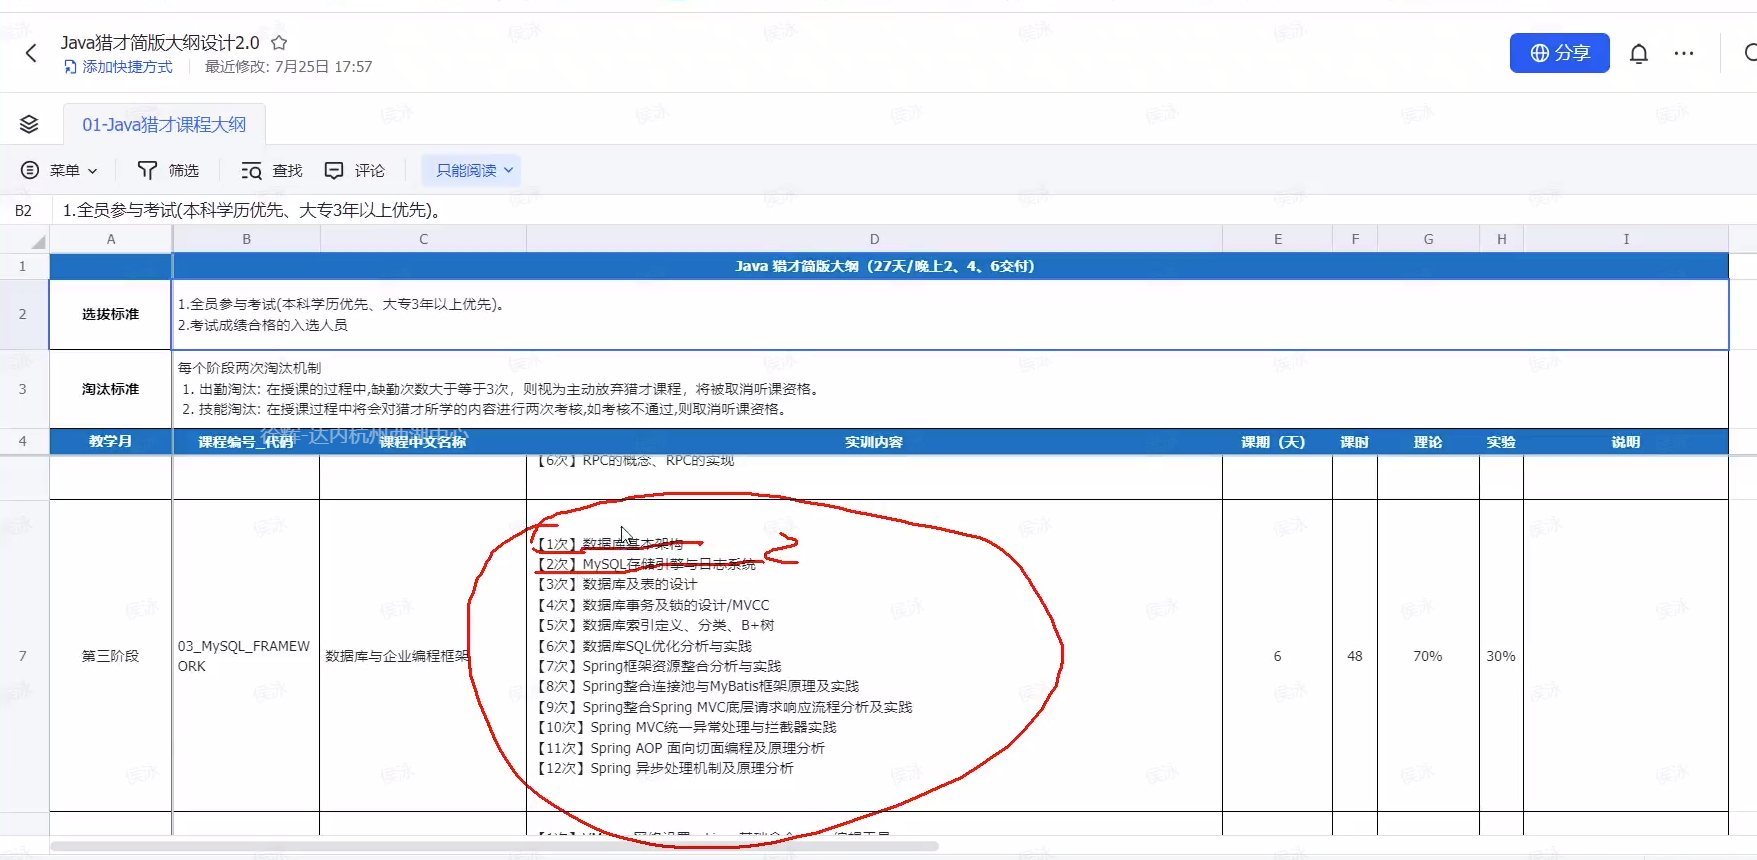 Java猎才简版大纲设计2.0
添加快捷方式
最近修改: 7月25日 17:57
分享
01-Java猎才课程大纲
菜单
筛选
查找
评论
只能阅读
B2
1.全员参与考试(本科学历优先、大专3年以上优先)。
A B C D E F G H I
1 Java 猎才简版大纲（27天/晚上2、4、6交付）
2 选拔标准
1.全员参与考试(本科学历优先、大专3年以上优先)。
2.考试成绩合格的入选人员
3 淘汰标准
每个阶段两次淘汰机制
1. 出勤淘汰: 在授课的过程中,缺勤次数大于等于3次，则视为主动放弃猎才课程，将被取消听课资格。
2. 技能淘汰: 在授课过程中将会对猎才所学的内容进行两次考核,如考核不通过,则取消听课资格。
4 教学月 课程编号_代码 课程中文名称 实训内容 课期（天） 课时 理论 实验 说明
徐辉-达内杭州西湖中心
【6次】RPC的概念、RPC的实现
7 第三阶段
03_MySQL_FRAMEW
ORK
数据库与企业编程框架
【1次】数据库基本架构
2
【2次】MySQL存储引擎与日志系统
【3次】数据库及表的设计
【4次】数据库事务及锁的设计/MVCC
【5次】数据库索引定义、分类、B+树
【6次】数据库SQL优化分析与实践
【7次】Spring框架资源整合分析与实践
【8次】Spring整合连接池与MyBatis框架原理及实践
【9次】Spring整合Spring MVC底层请求响应流程分析及实践
【10次】Spring MVC统一异常处理与拦截器实践
【11次】Spring AOP 面向切面编程及原理分析
【12次】Spring 异步处理机制及原理分析
6 48 70% 30%
侯泳